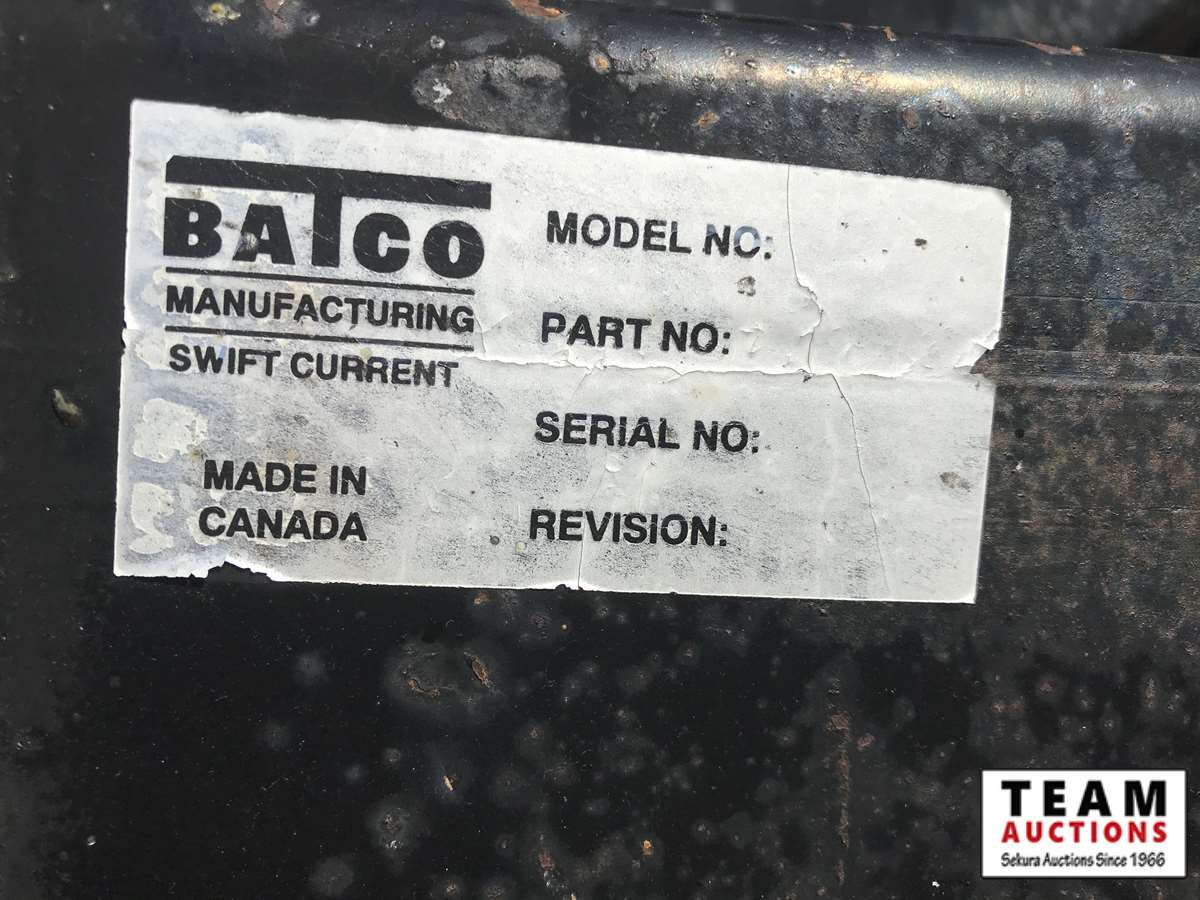 BATCO
MANUFACTURING
SWIFT CURRENT
MADE IN
CANADA
MODEL NO:
PART NO:
SERIAL NO:
REVISION:
TEAM
AUCTIONS
Sekura Auctions Since 1966